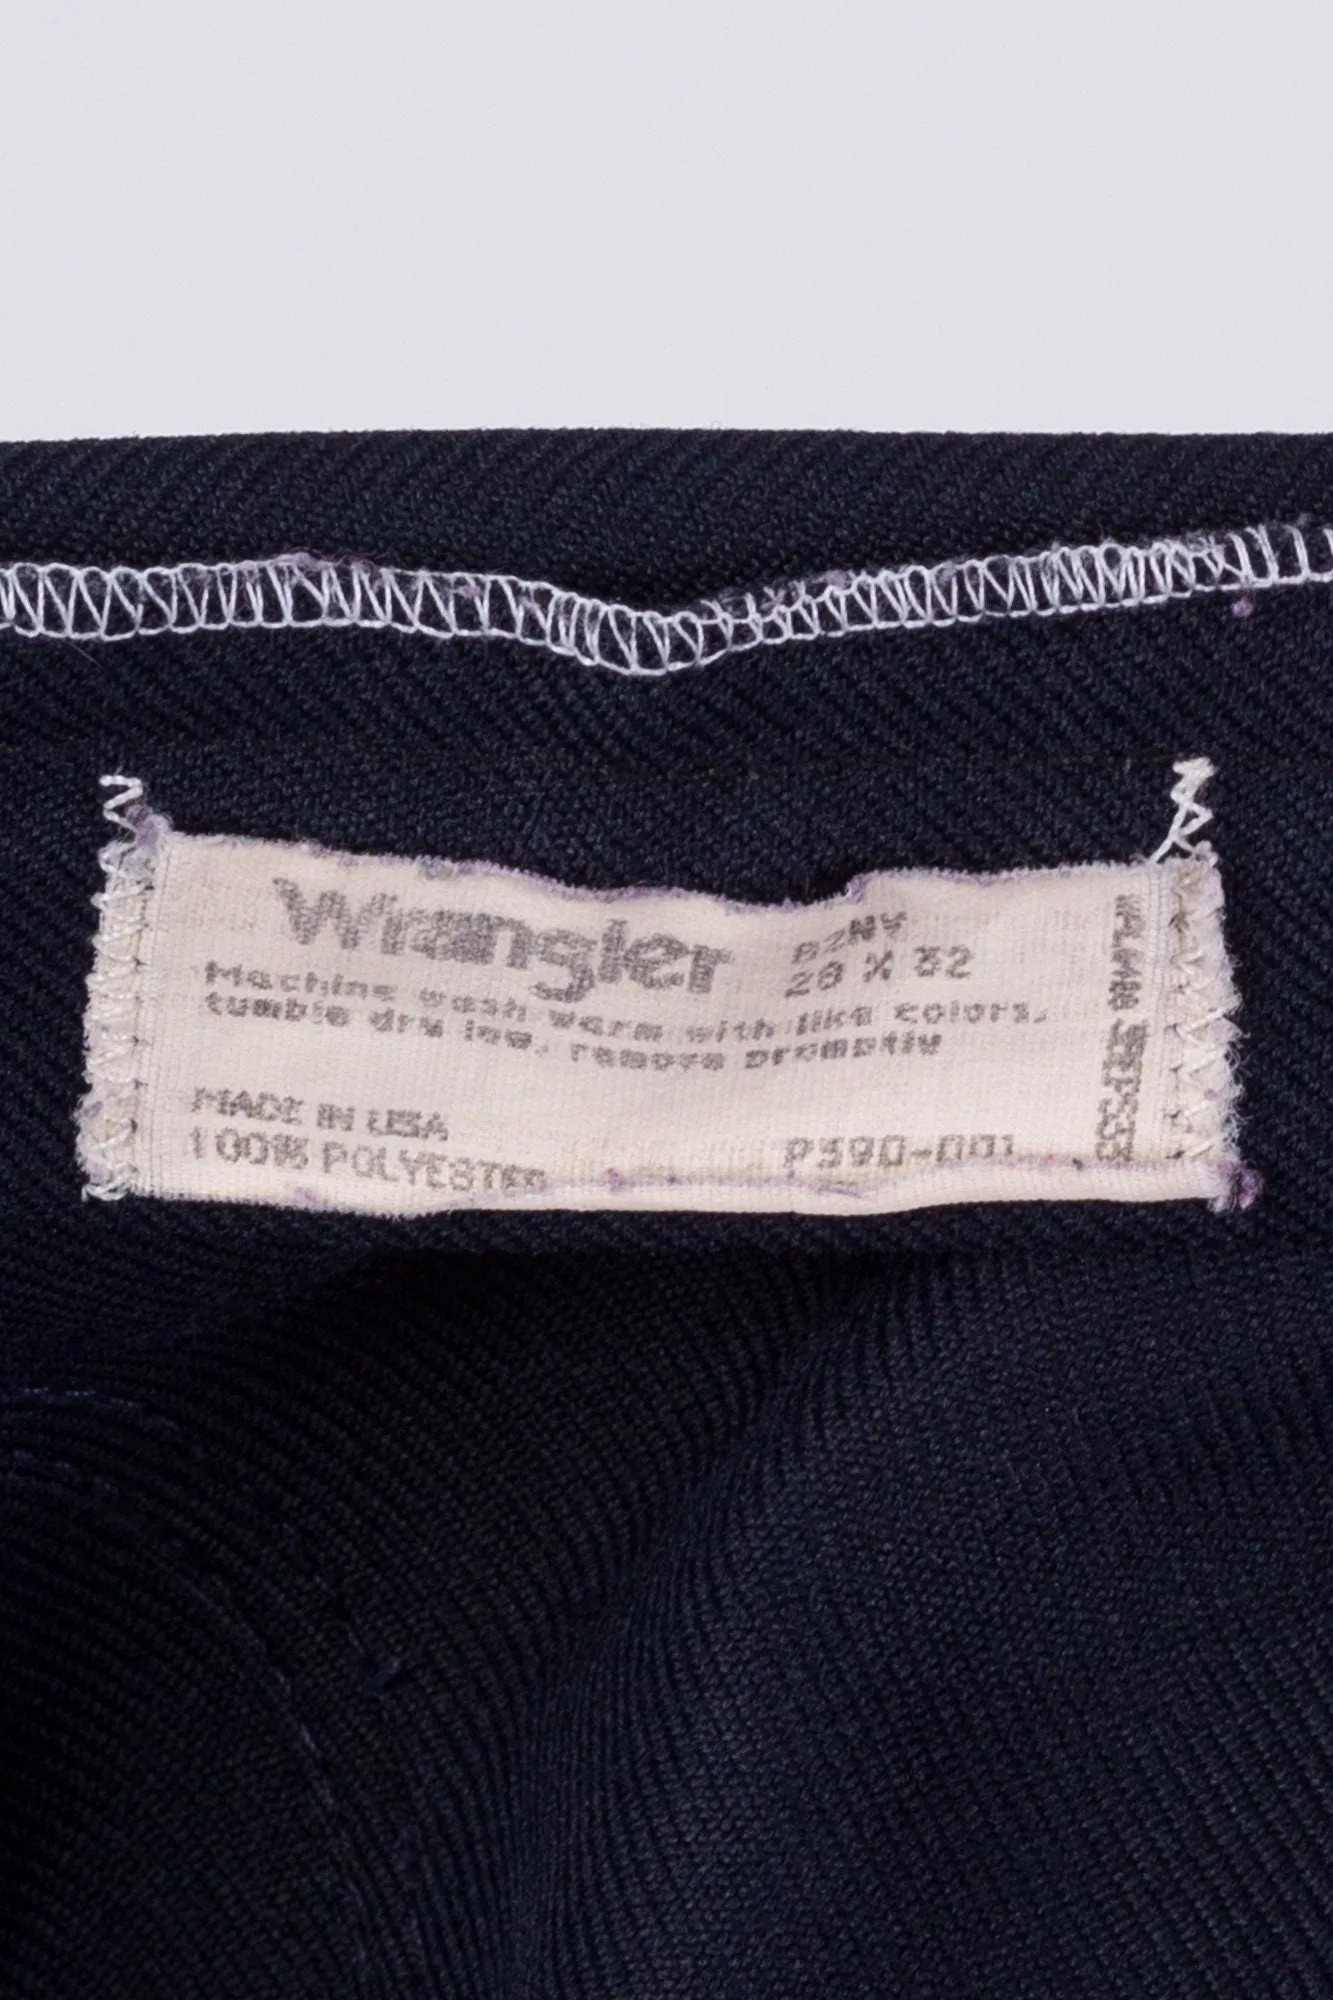 Wrangler
82NV
28 X 32
Machine wash warm with like colors,
tumble dry low, remove promptly
MADE IN USA
100% POLYESTER
P390-001